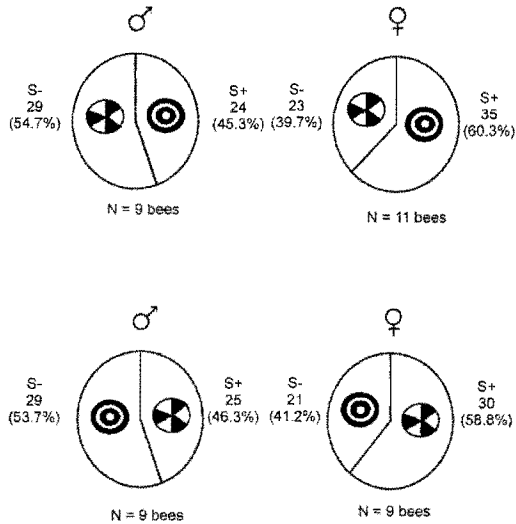 ♂
♀
S-
29
(54.7%)
S+
24
(45.3%)
S-
23
(39.7%)
S+
35
(60.3%)
N = 9 bees
N = 11 bees
♂
♀
S-
29
(53.7%)
S+
25
(46.3%)
S-
21
(41.2%)
S+
30
(58.8%)
N = 9 bees
N = 9 bees